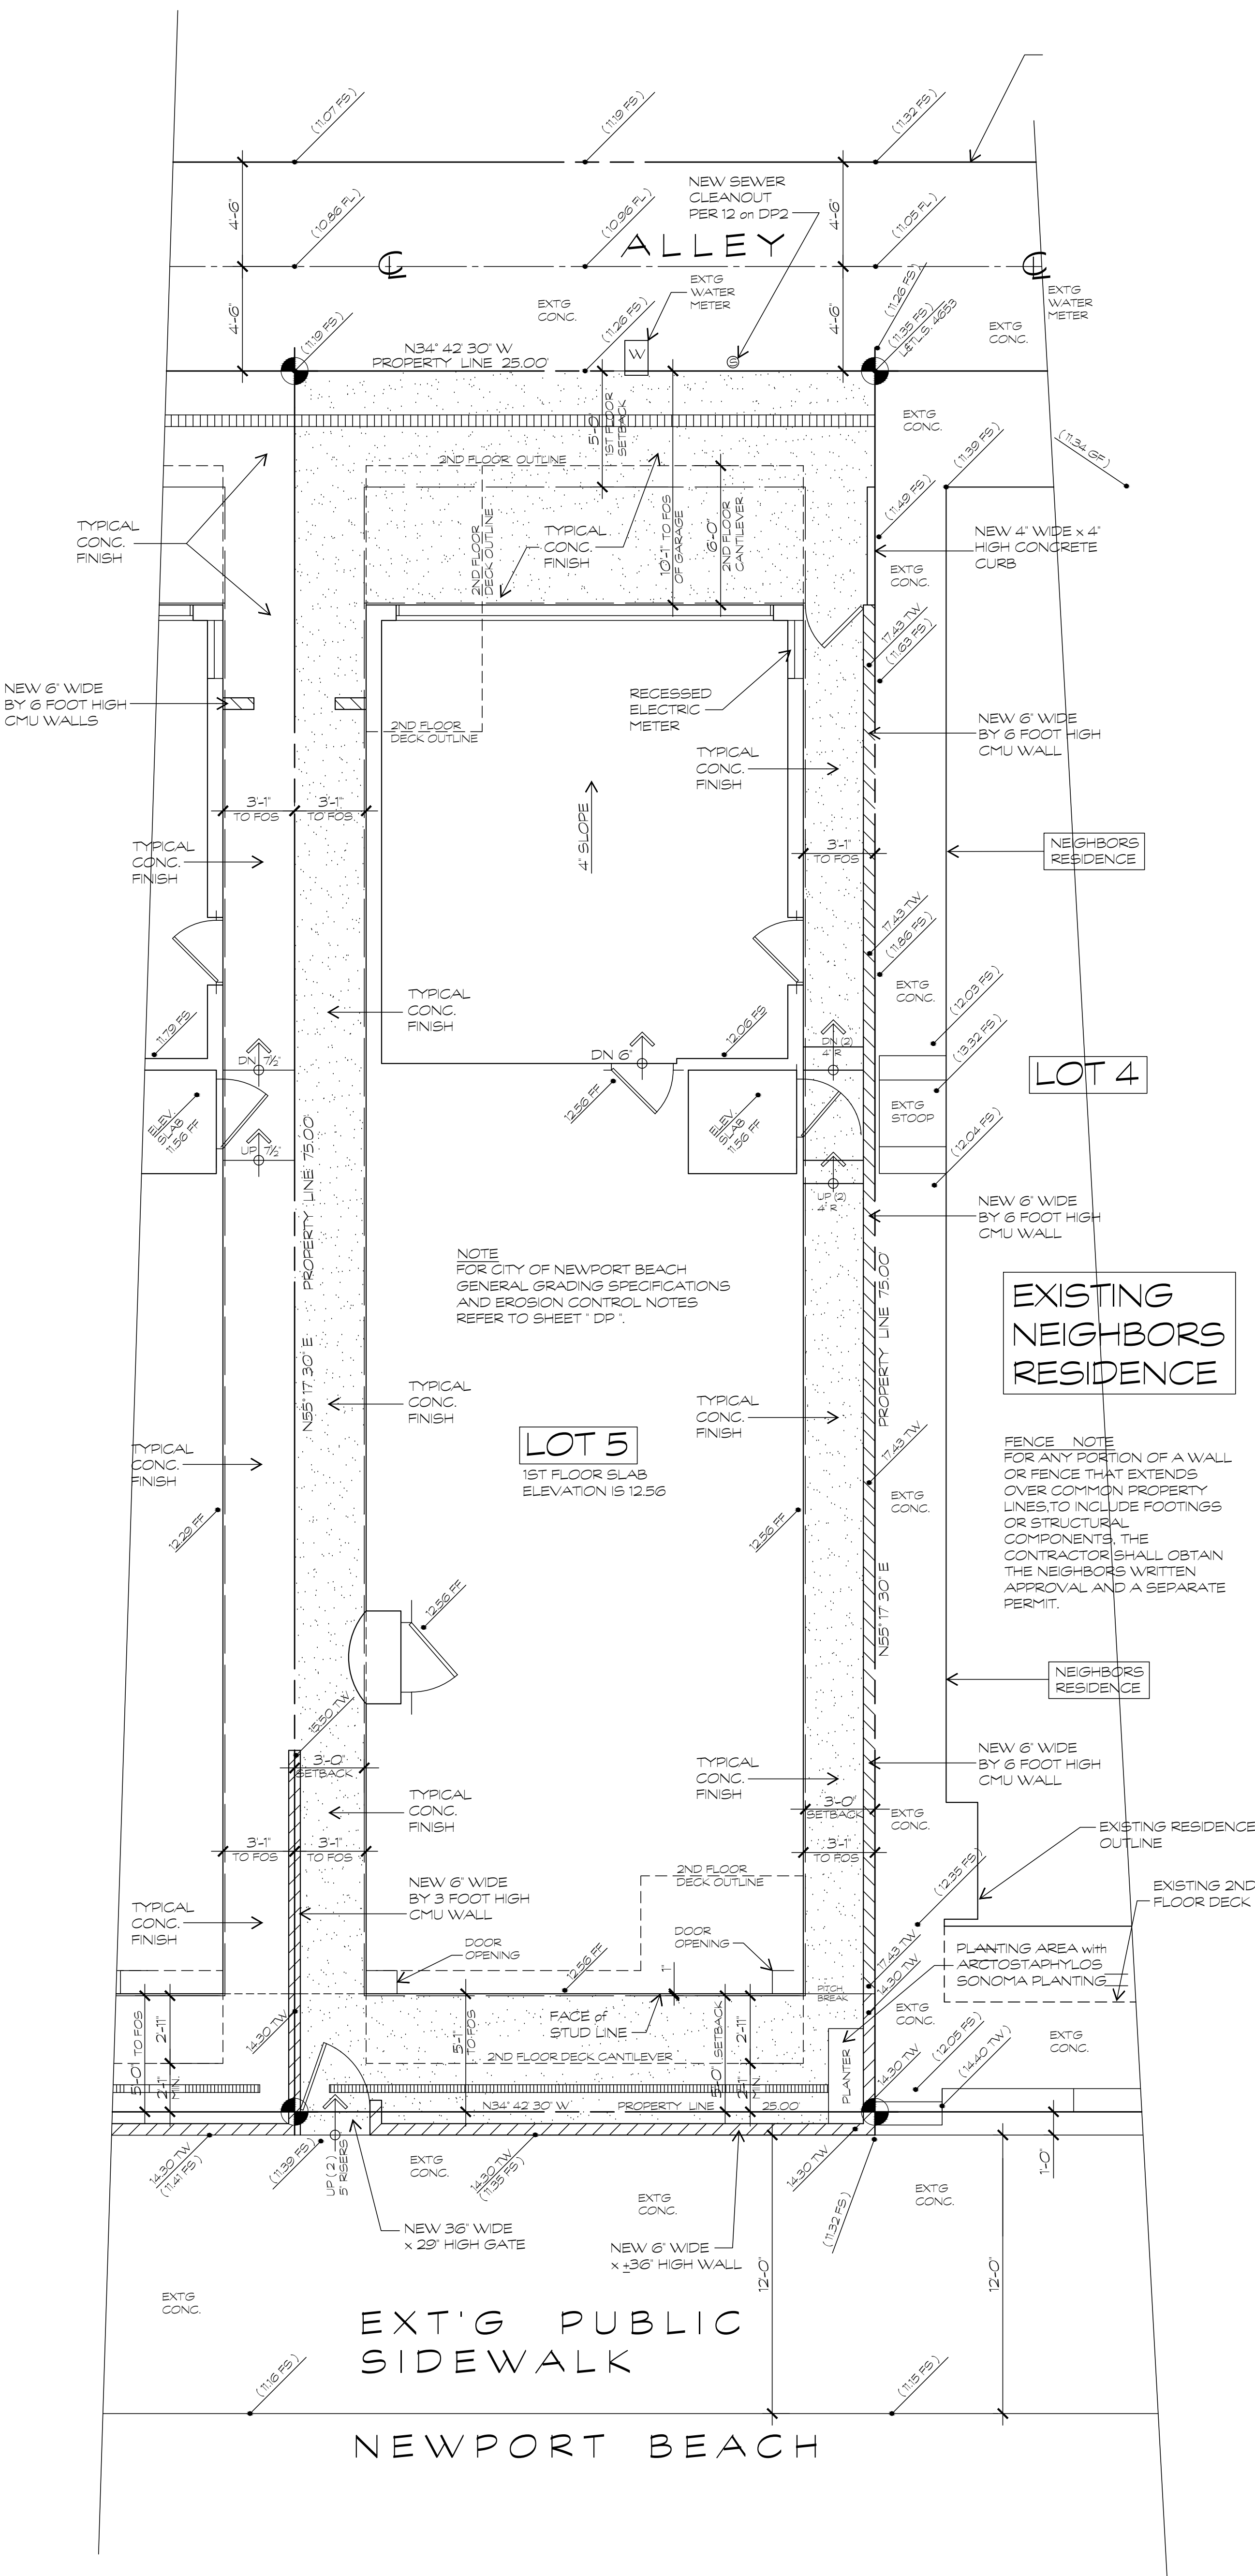 ( 11.07 FS )
( 11.19 FS )
( 11.32 FS )
4'-6"
4'-6"
( 10.86 FL )
( 10.96 FL )
( 11.05 FL )
NEW SEWER
CLEANOUT
PER 12 on DP2
ALLEY
EXTG
WATER
METER
EXTG
WATER
METER
EXTG
CONC.
EXTG
CONC.
4'-6"
4'-6"
( 11.19 FS )
( 11.26 FS )
( 11.26 FS )
( 11.35 FS )
L&T L.S. 4653
N34° 42' 30" W
PROPERTY LINE 25.00'
W
S
5'-0"
1ST FLOOR
SETBACK
EXTG
CONC.
( 11.39 FS )
( 11.34 GF )
( 11.49 FS )
2ND FLOOR OUTLINE
2ND FLOOR
DECK OUTLINE
TYPICAL
CONC.
FINISH
TYPICAL
CONC.
FINISH
10'-1" TO FOS
OF GARAGE
6'-0"
2ND FLOOR
CANTILEVER
NEW 4" WIDE x 4"
HIGH CONCRETE
CURB
EXTG
CONC.
17.43 TW
( 11.63 FS )
NEW 6" WIDE
BY 6 FOOT HIGH
CMU WALLS
RECESSED
ELECTRIC
METER
2ND FLOOR
DECK OUTLINE
NEW 6" WIDE
BY 6 FOOT HIGH
CMU WALL
TYPICAL
CONC.
FINISH
3'-1"
TO FOS
3'-1"
TO FOS
4" SLOPE
3'-1"
TO FOS
NEIGHBORS
RESIDENCE
TYPICAL
CONC.
FINISH
17.43 TW
( 11.86 FS )
TYPICAL
CONC.
FINISH
EXTG
CONC.
( 12.03 FS )
( 13.32 FS )
11.79 FS
12.06 FS
DN 7½"
DN 6"
DN (2)
4" R
LOT 4
12.56 FF
ELEV.
SLAB
11.56 FF
ELEV.
SLAB
11.56 FF
EXTG
STOOP
( 12.04 FS )
UP 7½"
UP (2)
4" R
NEW 6" WIDE
BY 6 FOOT HIGH
CMU WALL
N55° 17' 30" E PROPERTY LINE 75.00'
N55° 17' 30" E PROPERTY LINE 75.00'
NOTE
FOR CITY OF NEWPORT BEACH
GENERAL GRADING SPECIFICATIONS
AND EROSION CONTROL NOTES
REFER TO SHEET " DP ".
EXISTING
NEIGHBORS
RESIDENCE
TYPICAL
CONC.
FINISH
TYPICAL
CONC.
FINISH
TYPICAL
CONC.
FINISH
LOT 5
1ST FLOOR SLAB
ELEVATION IS 12.56
17.43 TW
EXTG
CONC.
FENCE NOTE
FOR ANY PORTION OF A WALL
OR FENCE THAT EXTENDS
OVER COMMON PROPERTY
LINES,TO INCLUDE FOOTINGS
OR STRUCTURAL
COMPONENTS, THE
CONTRACTOR SHALL OBTAIN
THE NEIGHBORS WRITTEN
APPROVAL AND A SEPARATE
PERMIT.
12.29 FF
12.56 FF
12.56 FF
NEIGHBORS
RESIDENCE
15.50 TW
3'-0"
SETBACK
TYPICAL
CONC.
FINISH
NEW 6" WIDE
BY 6 FOOT HIGH
CMU WALL
TYPICAL
CONC.
FINISH
3'-0"
SETBACK
EXTG
CONC.
EXISTING RESIDENCE
OUTLINE
3'-1"
TO FOS
3'-1"
TO FOS
3'-1"
TO FOS
( 12.35 FS )
2ND FLOOR
DECK OUTLINE
NEW 6" WIDE
BY 3 FOOT HIGH
CMU WALL
EXISTING 2ND
FLOOR DECK
TYPICAL
CONC.
FINISH
DOOR
OPENING
DOOR
OPENING
PLANTING AREA with
ARCTOSTAPHYLOS
SONOMA PLANTING
12.56 FF
1"
17.43 TW
14.30 TW
PITCH
BREAK
EXTG
CONC.
FACE of
STUD LINE
5'-0" TO FOS
2'-11"
14.30 TW
5'-1"
TO FOS
5'-0" SETBACK
2'-11"
( 12.05 FS )
( 14.40 TW )
EXTG
CONC.
2ND FLOOR DECK CANTILEVER
2'-1"
MIN.
2'-1"
MIN.
PLANTER
14.30 TW
N34° 42' 30" W PROPERTY LINE 25.00'
14.30 TW
( 11.41 FS )
( 11.39 FS )
UP ( 2 )
5" RISERS
EXTG
CONC.
14.30 TW
( 11.35 FS )
14.30 TW
( 11.32 FS )
1'-0"
EXTG
CONC.
EXTG
CONC.
NEW 36" WIDE
x 29" HIGH GATE
NEW 6" WIDE
x ±36" HIGH WALL
12'-0"
12'-0"
EXTG
CONC.
EXT'G PUBLIC
SIDEWALK
( 11.16 FS )
( 11.15 FS )
NEWPORT BEACH